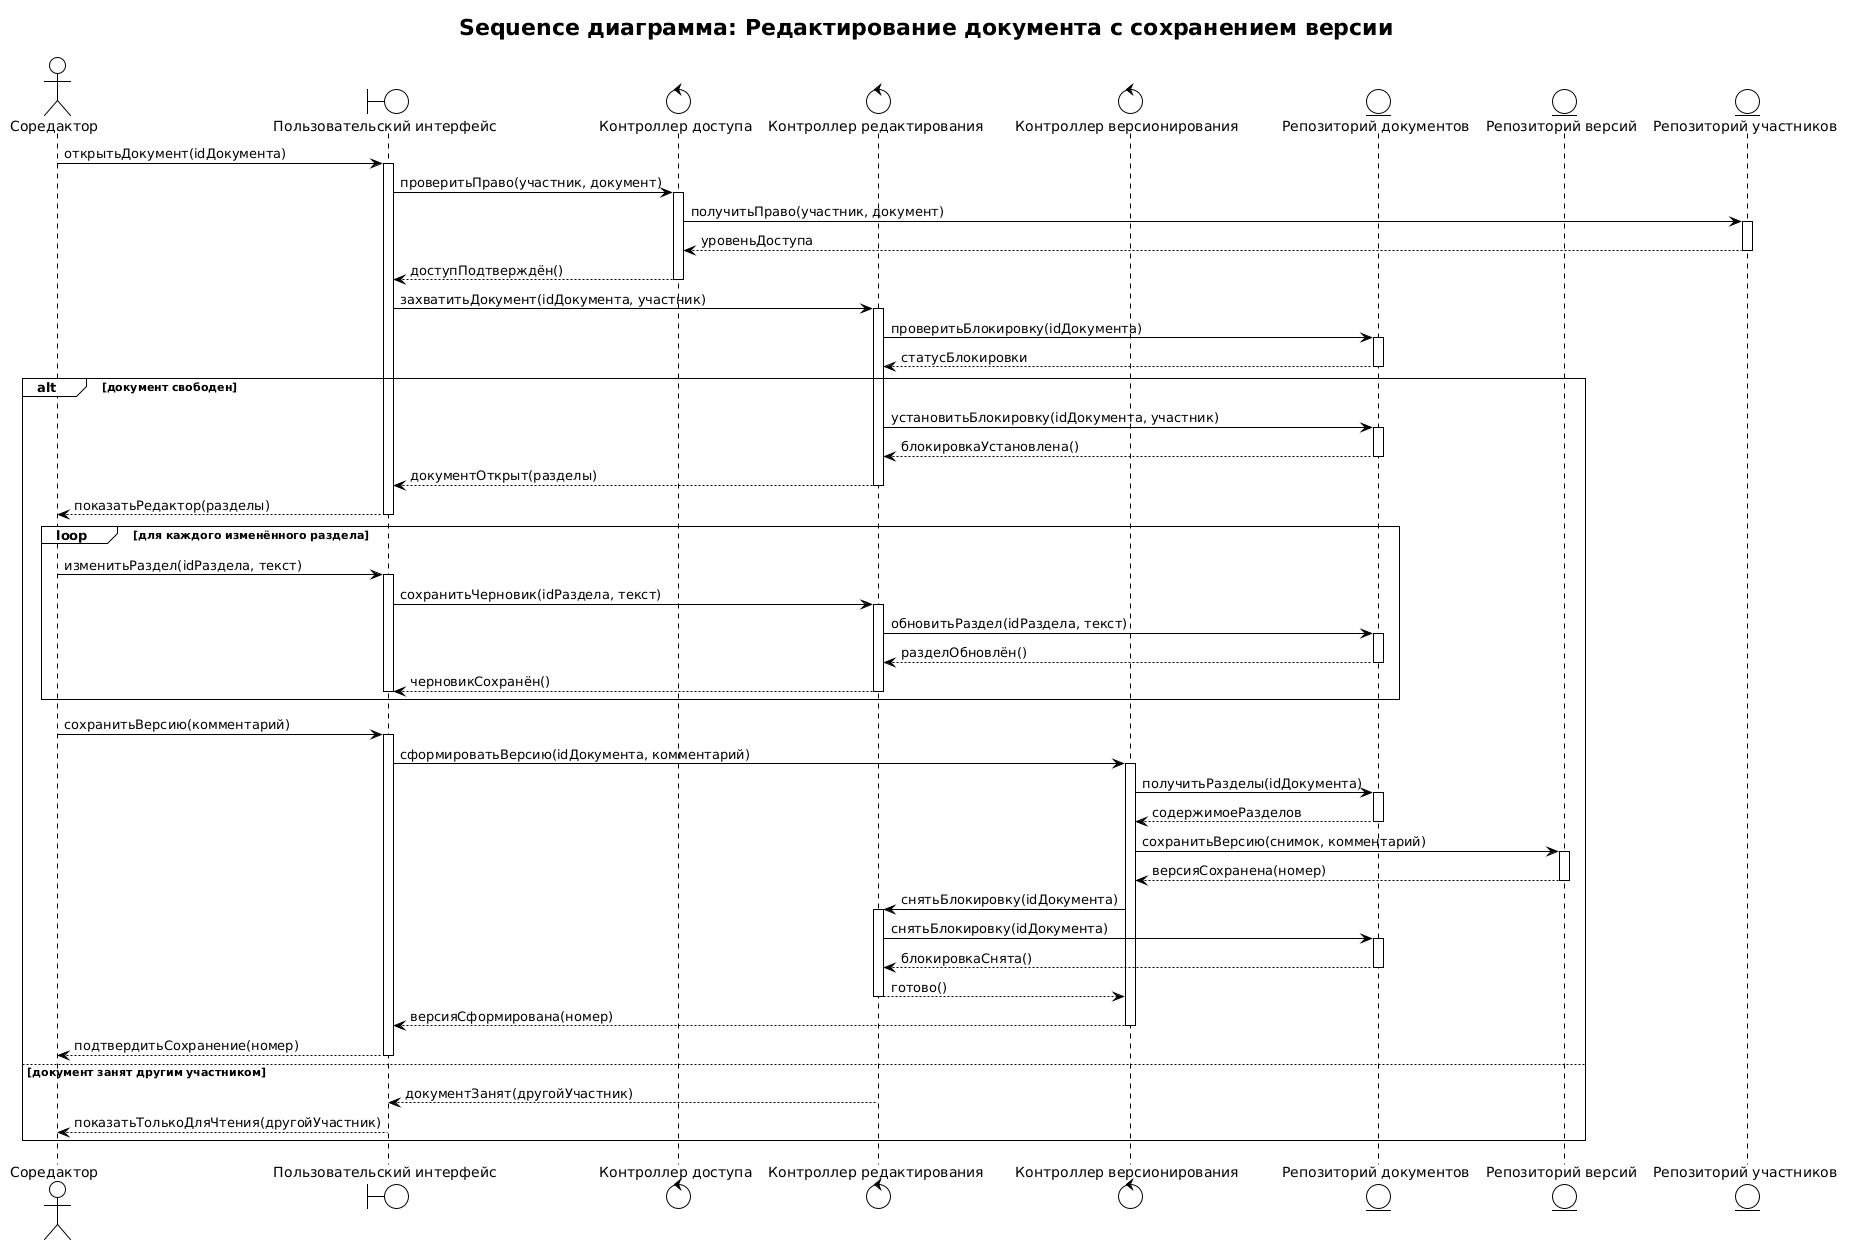 Sequence диаграмма: Редактирование документа с сохранением версии
Соредактор
Пользовательский интерфейс
Контроллер доступа
Контроллер редактирования
Контроллер версионирования
Репозиторий документов
Репозиторий версий
Репозиторий участников
открытьДокумент(idДокумента)
проверитьПраво(участник, документ)
получитьПраво(участник, документ)
уровеньДоступа
доступПодтверждён()
захватитьДокумент(idДокумента, участник)
проверитьБлокировку(idДокумента)
статусБлокировки
alt
[документ свободен]
установитьБлокировку(idДокумента, участник)
блокировкаУстановлена()
документОткрыт(разделы)
показатьРедактор(разделы)
loop
[для каждого изменённого раздела]
изменитьРаздел(idРаздела, текст)
сохранитьЧерновик(idРаздела, текст)
обновитьРаздел(idРаздела, текст)
разделОбновлён()
черновикСохранён()
сохранитьВерсию(комментарий)
сформироватьВерсию(idДокумента, комментарий)
получитьРазделы(idДокумента)
содержимоеРазделов
сохранитьВерсию(снимок, комментарий)
версияСохранена(номер)
снятьБлокировку(idДокумента)
снятьБлокировку(idДокумента)
блокировкаСнята()
готово()
версияСформирована(номер)
подтвердитьСохранение(номер)
[документ занят другим участником]
документЗанят(другойУчастник)
показатьТолькоДляЧтения(другойУчастник)
Соредактор
Пользовательский интерфейс
Контроллер доступа
Контроллер редактирования
Контроллер версионирования
Репозиторий документов
Репозиторий версий
Репозиторий участников